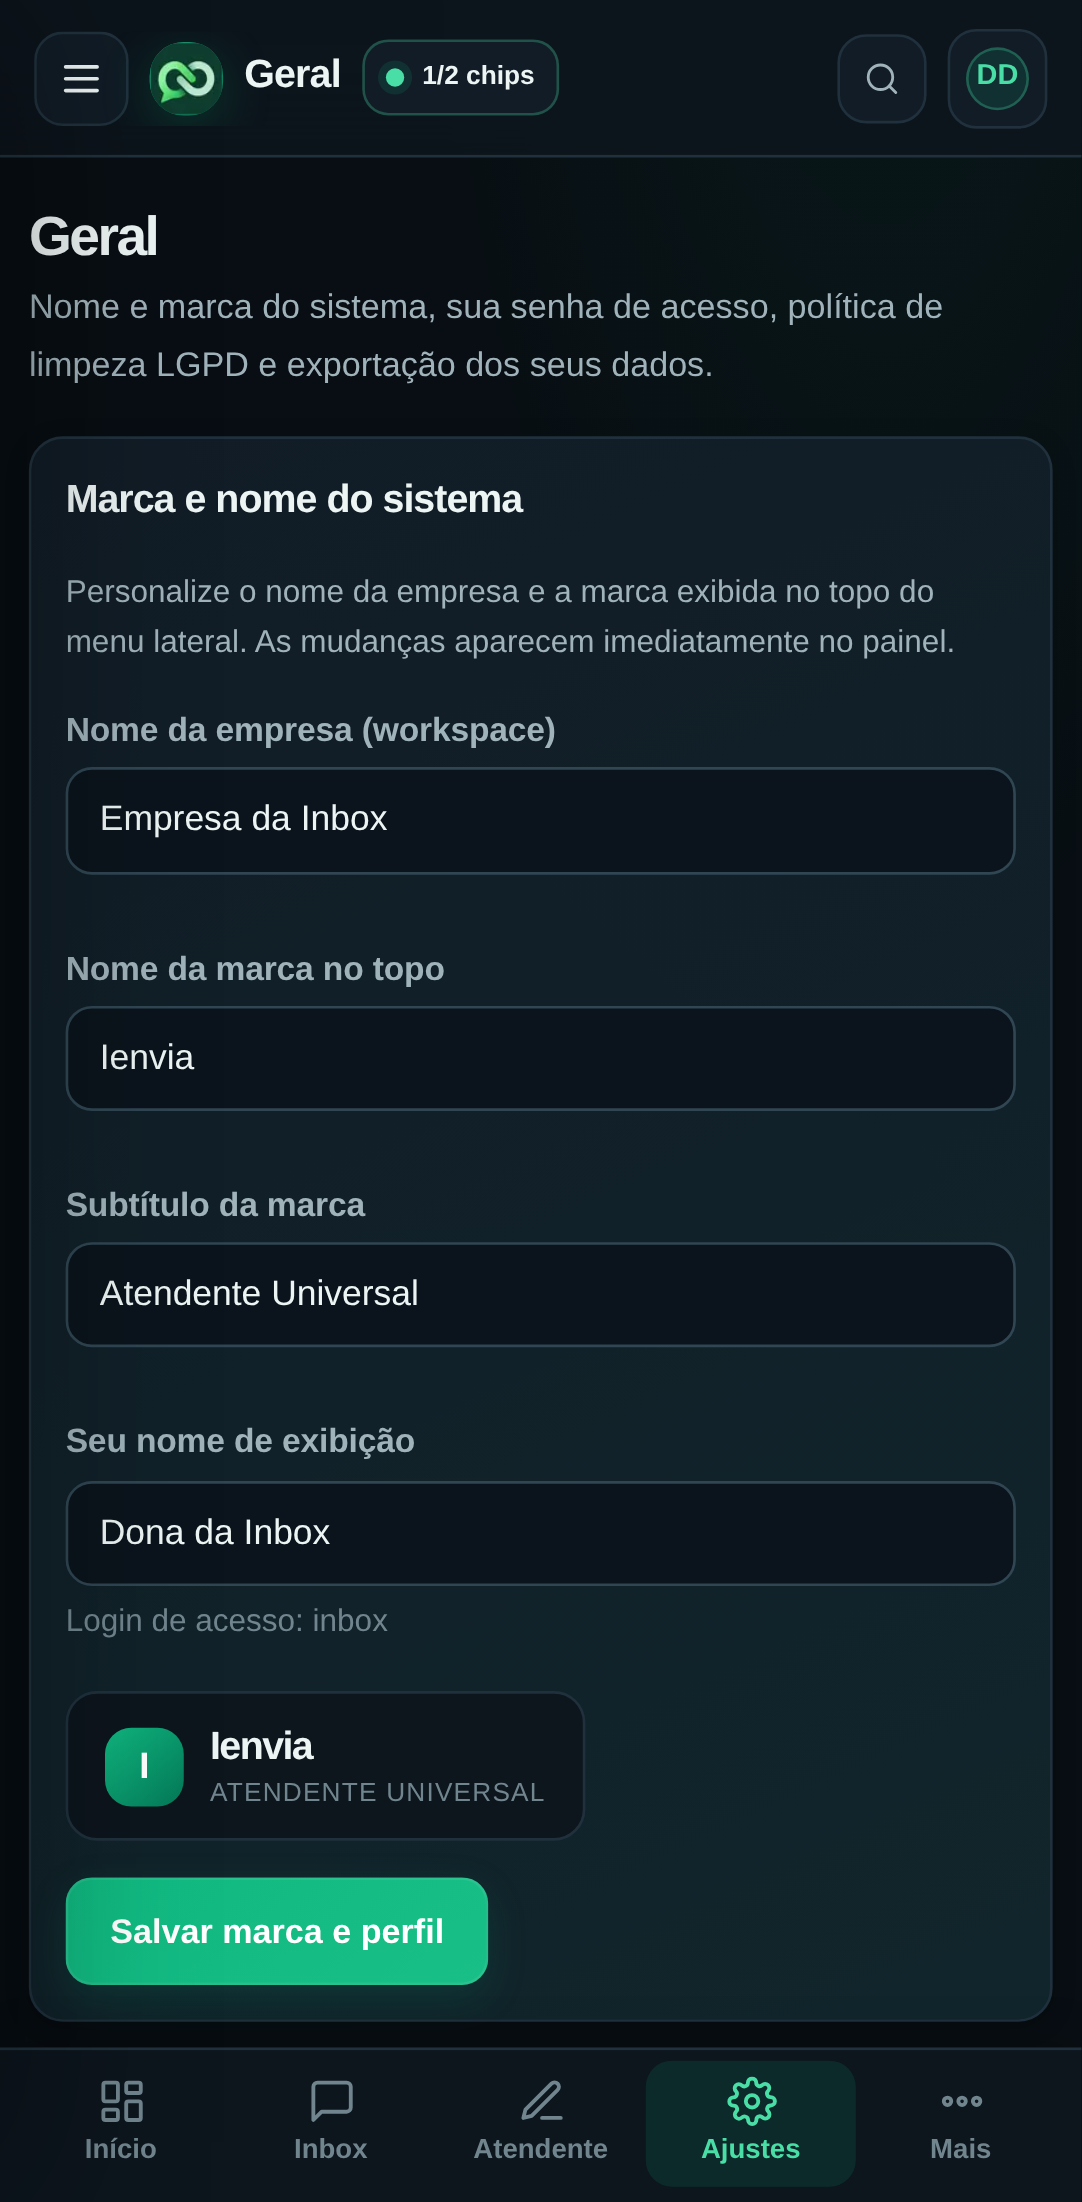 Geral
1/2 chips
DD
Geral
Nome e marca do sistema, sua senha de acesso, política de
limpeza LGPD e exportação dos seus dados.
Marca e nome do sistema
Personalize o nome da empresa e a marca exibida no topo do
menu lateral. As mudanças aparecem imediatamente no painel.
Nome da empresa (workspace)
Empresa da Inbox
Nome da marca no topo
Ienvia
Subtítulo da marca
Atendente Universal
Seu nome de exibição
Dona da Inbox
Login de acesso: inbox
I
Ienvia
ATENDENTE UNIVERSAL
Salvar marca e perfil
Início
Inbox
Atendente
Ajustes
Mais